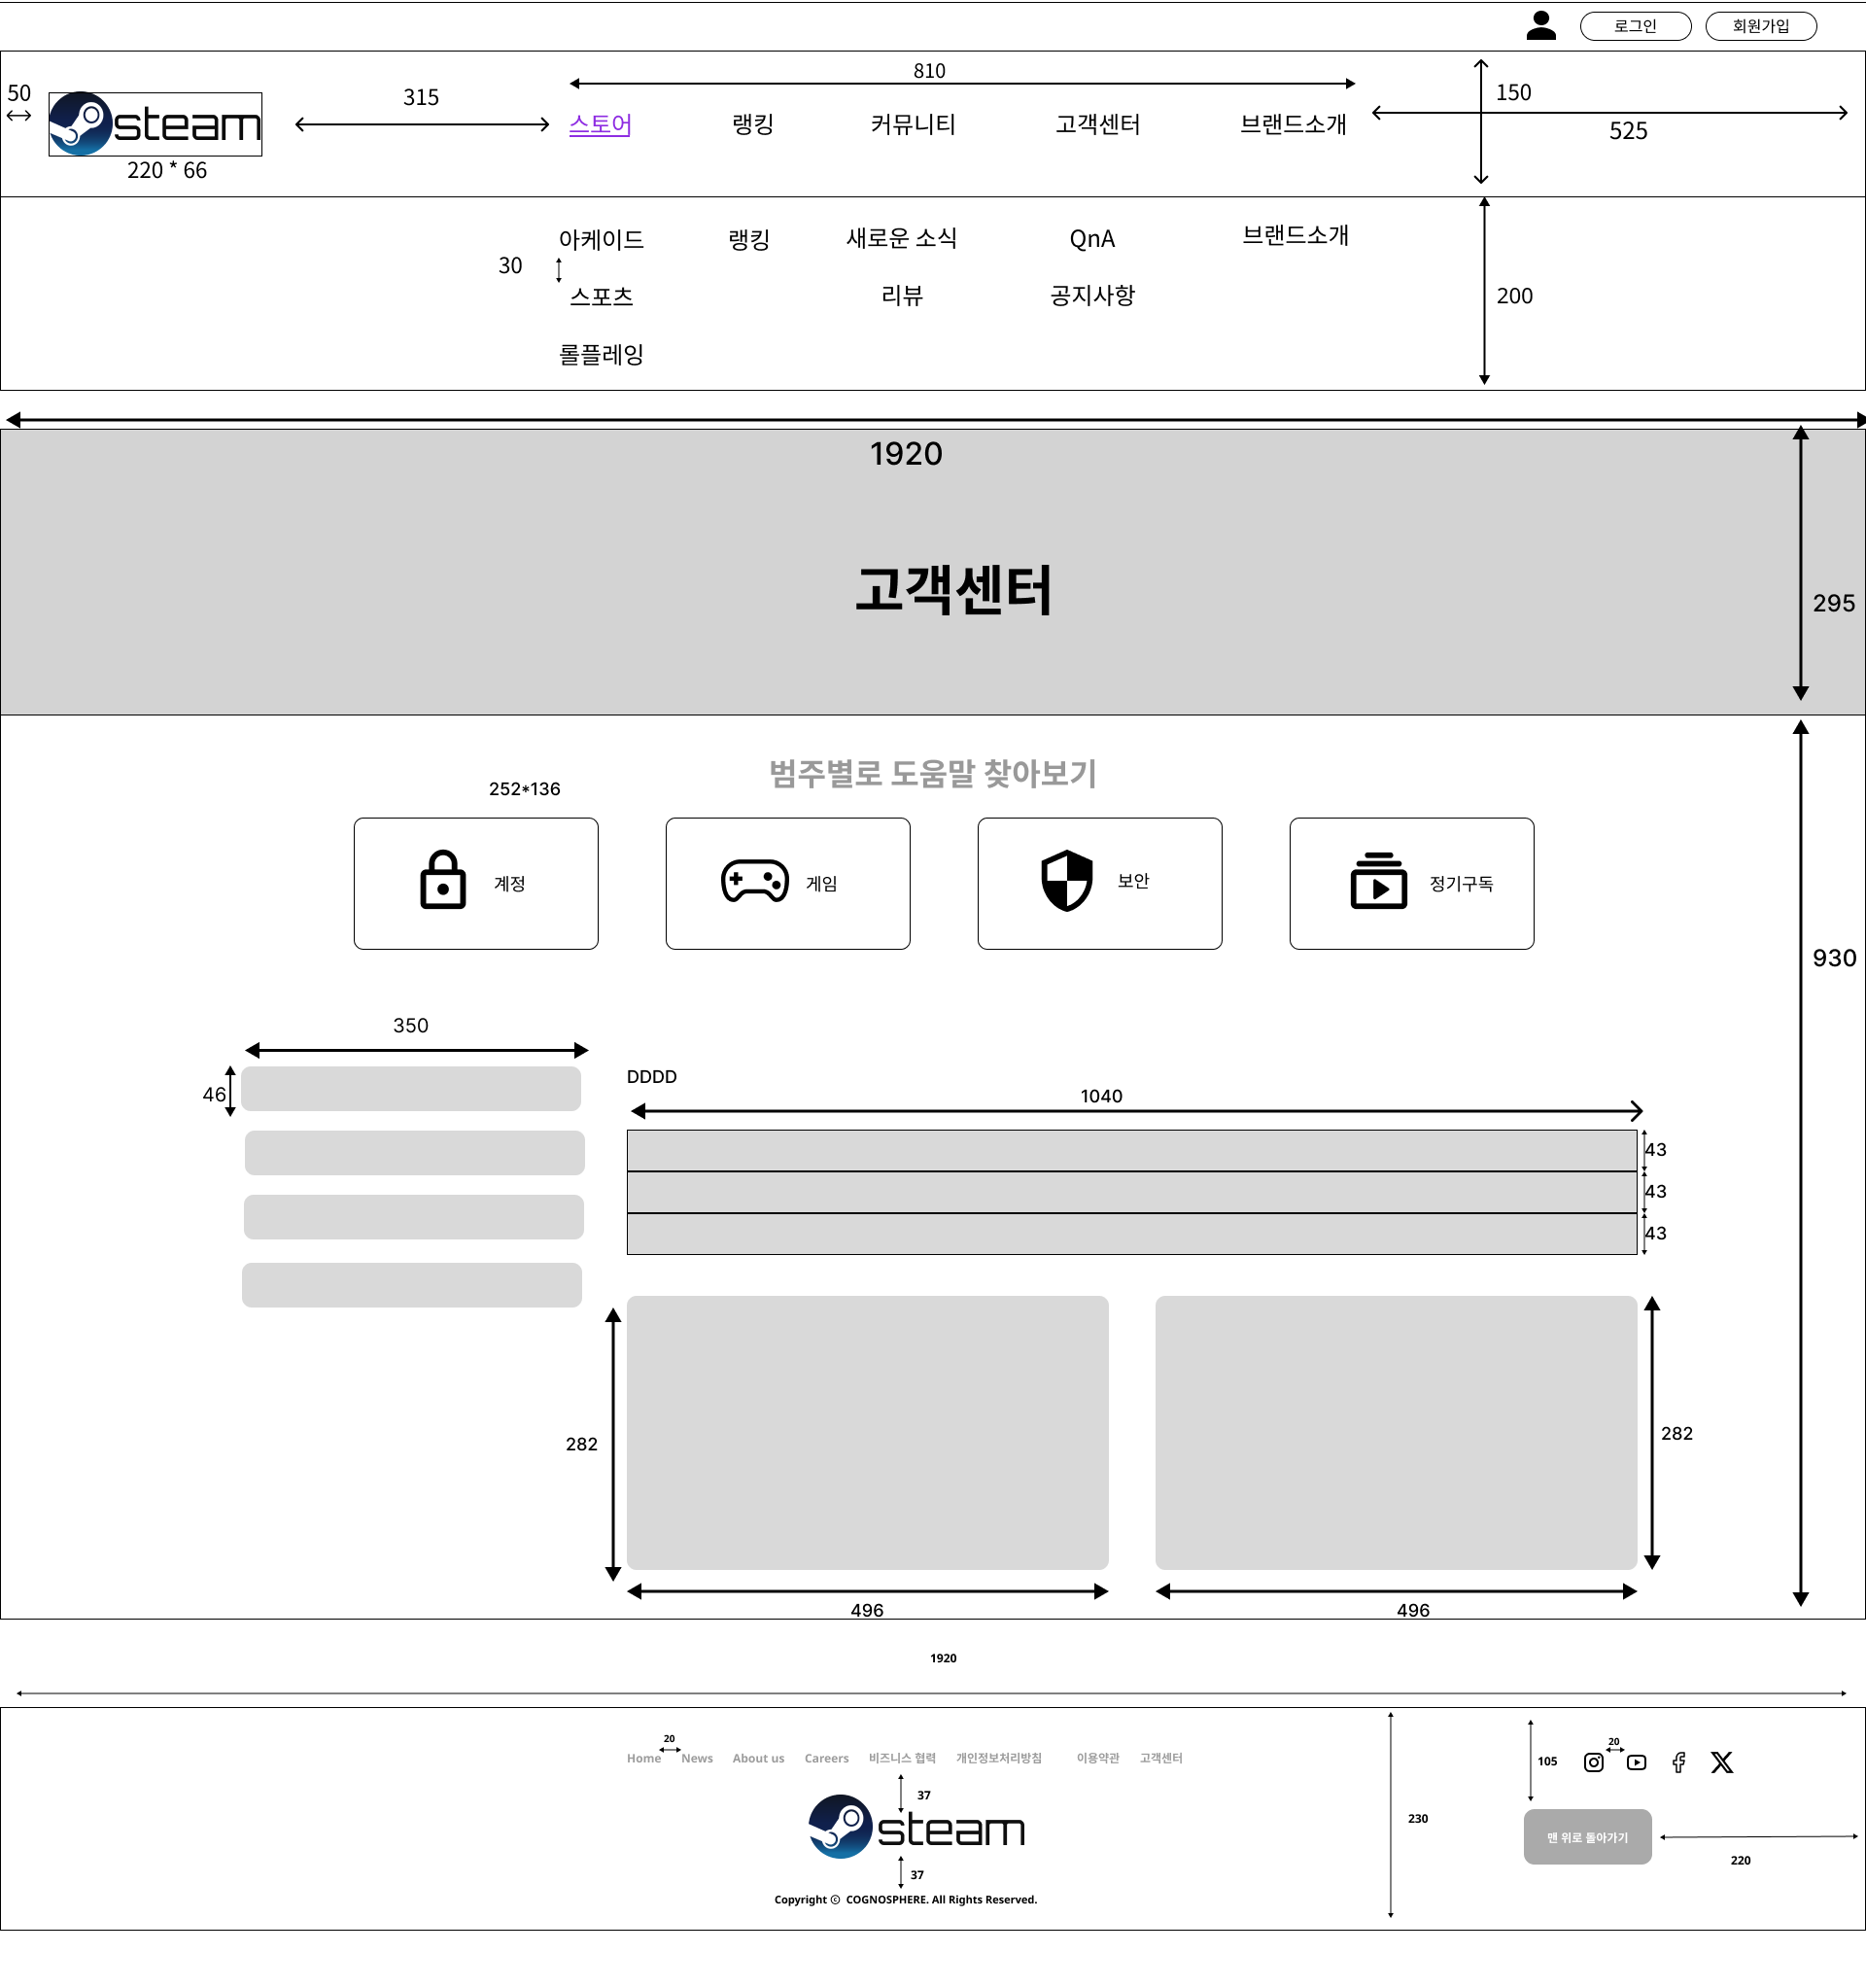 로그인 회원가입
50
steam
220 * 66
315
810
스토어 랭킹 커뮤니티 고객센터 브랜드소개
150
525
아케이드 랭킹 새로운 소식 QnA 브랜드소개
30
스포츠 리뷰 공지사항
200
롤플레잉
1920
고객센터
295
범주별로 도움말 찾아보기
252*136
계정 게임 보안 정기구독
930
350
46
DDDD
1040
43
43
43
282
282
496 496
1920
20
Home News About us Careers 비즈니스 협력 개인정보처리방침 이용약관 고객센터
37
steam
37
Copyright © COGNOSPHERE. All Rights Reserved.
230
105
20
맨 위로 돌아가기
220